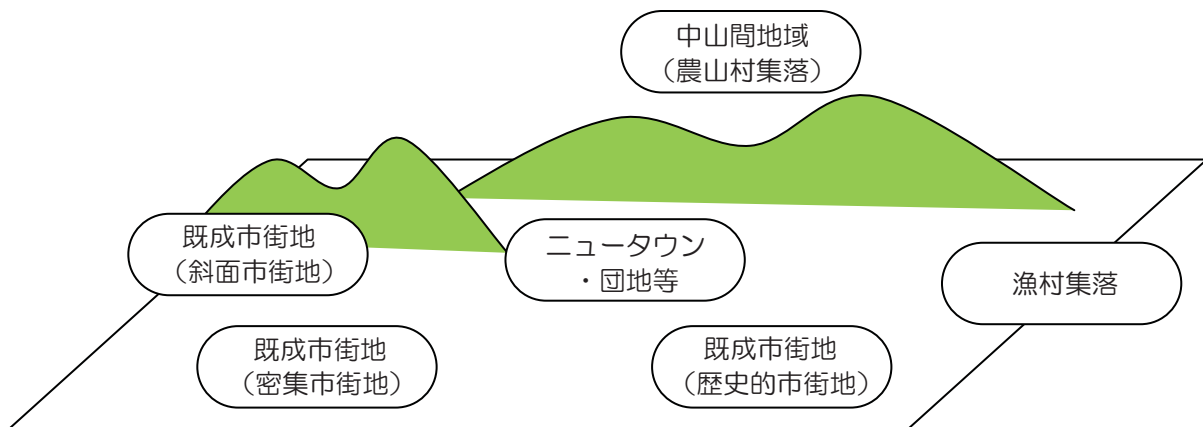 中山間地域
（農山村集落）
既成市街地
（斜面市街地）
ニュータウン
・団地等
漁村集落
既成市街地
（密集市街地）
既成市街地
（歴史的市街地）